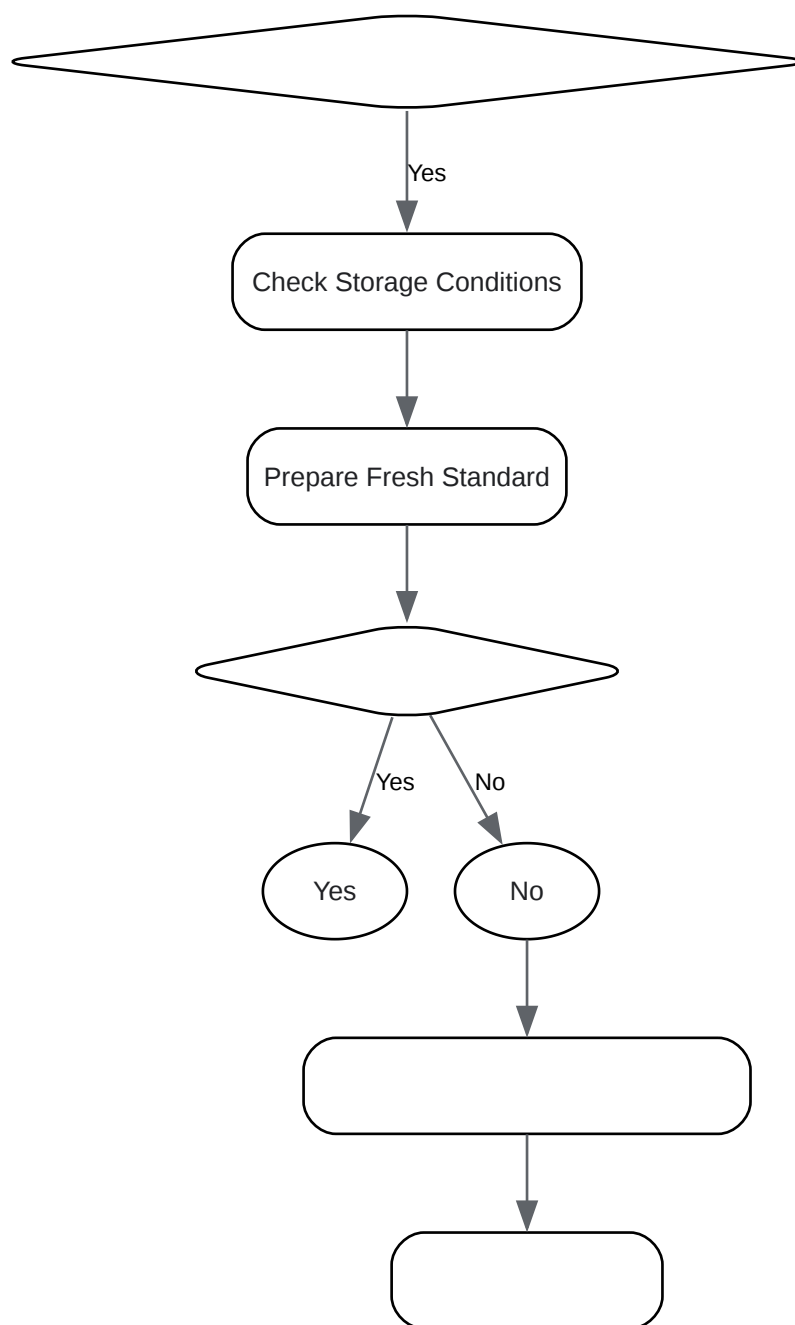 Yes
Check Storage Conditions
Prepare Fresh Standard
Yes
No
Yes
No